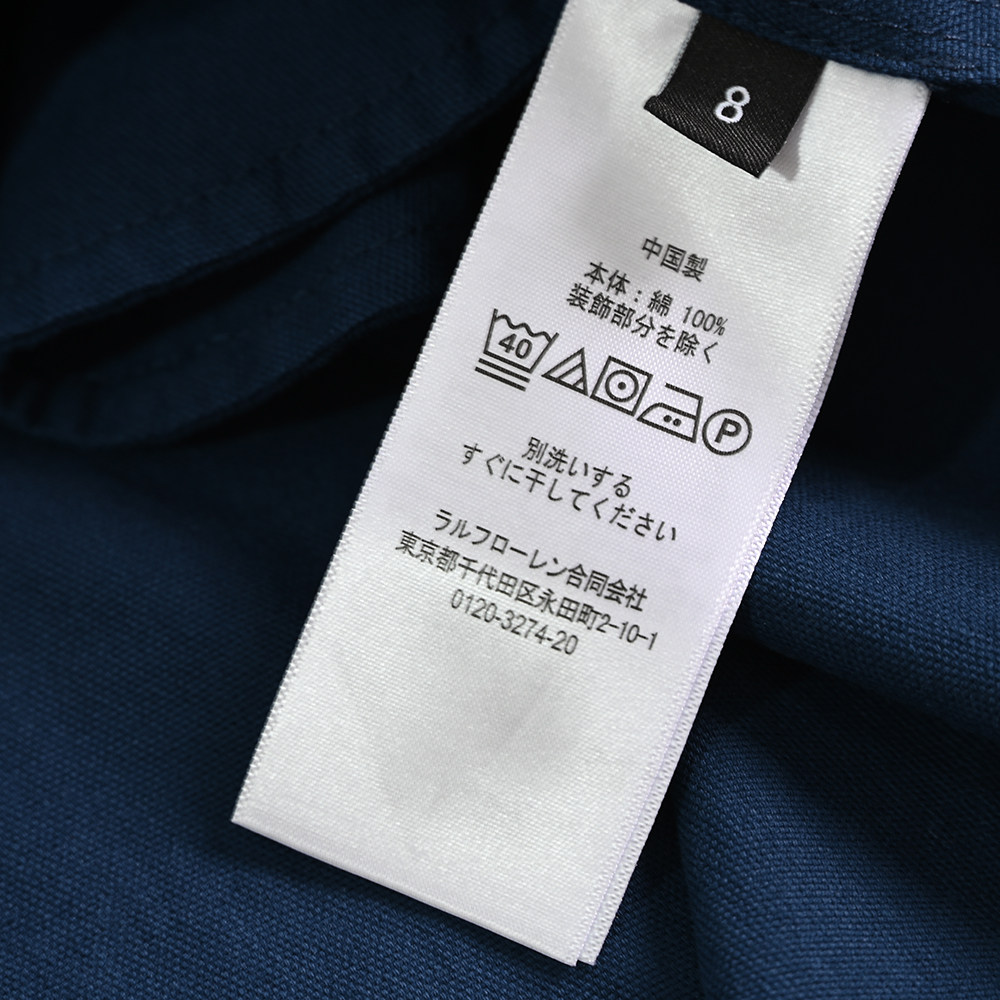 8
中国製
本体：綿 100%
装飾部分を除く
40 P
別洗いする
すぐに干してください
ラルフローレン合同会社
東京都千代田区永田町2-10-1
0120-3274-20